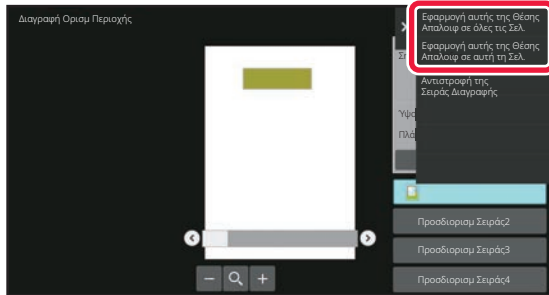 Διαγραφή Ορισμ Περιοχής
Εφαρμογή αυτής της Θέσης
Απαλοιφ σε όλες τις Σελ.
Εφαρμογή αυτής της Θέσης
Απαλοιφ σε αυτή τη Σελ.
Αντιστροφή της
Σειράς Διαγραφής
Προσδιορισμ Σειράς2
Προσδιορισμ Σειράς3
Προσδιορισμ Σειράς4